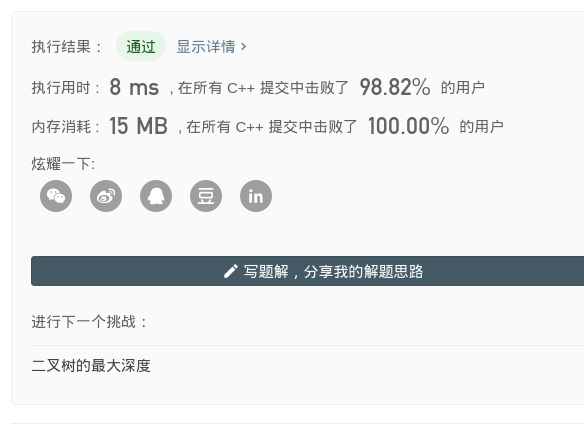 执行结果： 通过 显示详情 ›
执行用时 : 8 ms , 在所有 C++ 提交中击败了 98.82% 的用户
内存消耗 : 15 MB , 在所有 C++ 提交中击败了 100.00% 的用户
炫耀一下:
豆 in
写题解，分享我的解题思路
进行下一个挑战：
二叉树的最大深度